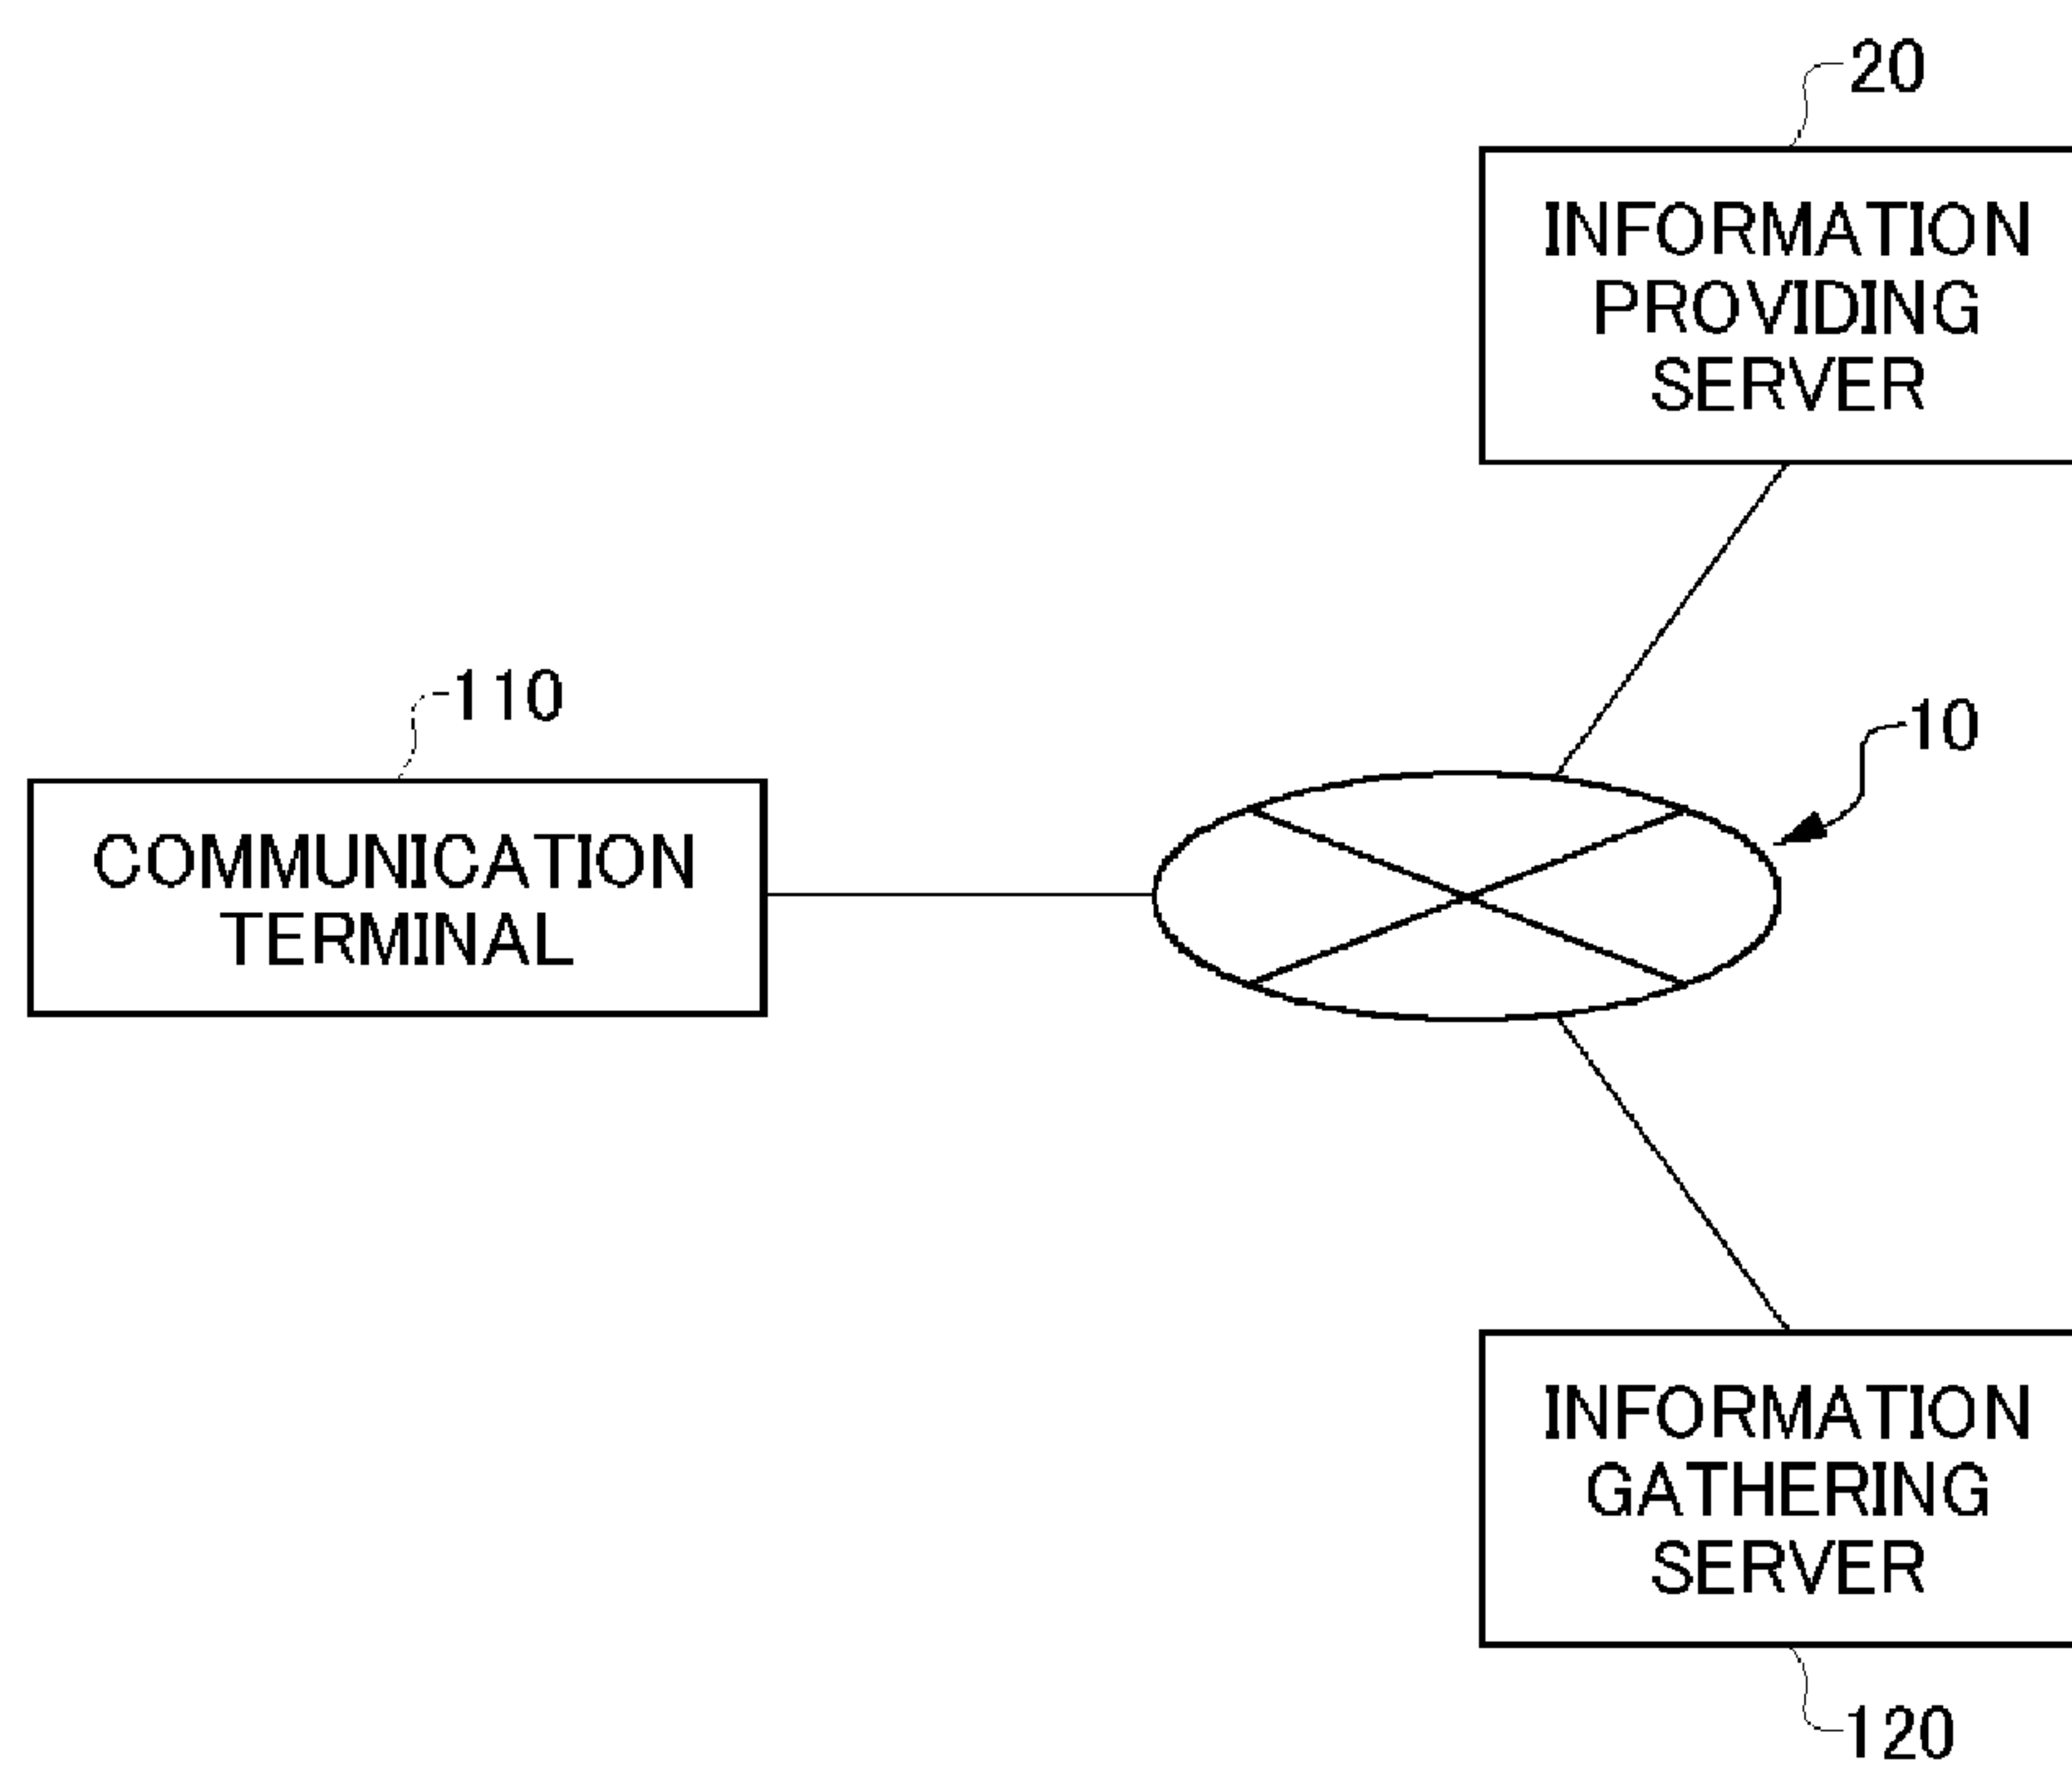 20
INFORMATION
PROVIDING
SERVER
110
10
COMMUNICATION
TERMINAL
INFORMATION
GATHERING
SERVER
120